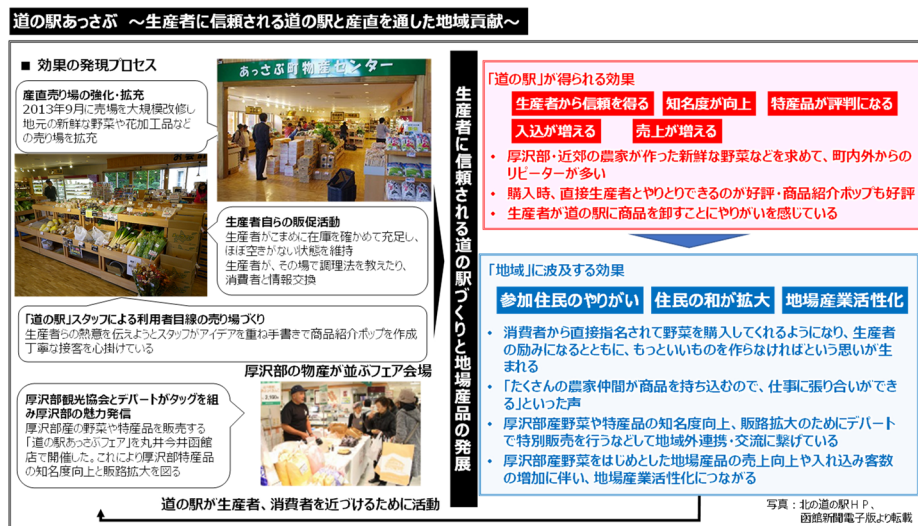 道の駅あっさぶ ～生産者に信頼される道の駅と産直を通した地域貢献～
■ 効果の発現プロセス
産直売り場の強化・拡充
2013年9月に売場を大規模改修し
地元の新鮮な野菜や花加工品など
の売り場を拡充
あっさぶ町物産センター
生産者自らの販促活動
生産者がこまめに在庫を確かめて充足し、
ほぼ空きがない状態を維持
生産者が、その場で調理法を教えたり、
消費者と情報交換
「道の駅」スタッフによる利用者目線の売り場づくり
生産者らの熱意を伝えようとスタッフがアイデアを重ね手書きで商品紹介ポップを作成
丁寧な接客を心掛けている
厚沢部の物産が並ぶフェア会場
厚沢部観光協会とデパートがタッグを組
み厚沢部の魅力発信
厚沢部産の野菜や特産品を販売する
「道の駅あっさぶフェア」を丸井今井函館
店で開催した。これにより厚沢部特産品
の知名度向上と販路拡大を図る
道の駅が生産者、消費者を近づけるために活動
生産者に信頼される道の駅づくりと地場産品の発展
「道の駅」が得られる効果
生産者から信頼を得る 知名度が向上 特産品が評判になる
入込が増える 売上が増える
• 厚沢部・近郊の農家が作った新鮮な野菜などを求めて、町内外からの
リピーターが多い
• 購入時、直接生産者とやりとりできるのが好評・商品紹介ポップも好評
• 生産者が道の駅に商品を卸すことにやりがいを感じている
「地域」に波及する効果
参加住民のやりがい 住民の和が拡大 地場産業活性化
• 消費者から直接指名されて野菜を購入してくれるようになり、生産者
の励みになるとともに、もっといいものを作らなければという思いが生
まれる
• 「たくさんの農家仲間が商品を持ち込むので、仕事に張り合いができ
る」といった声
• 厚沢部産野菜や特産品の知名度向上、販路拡大のためにデパート
で特別販売を行うなどして地域外連携・交流に繋げている
• 厚沢部産野菜をはじめとした地場産品の売上向上や入れ込み客数
の増加に伴い、地場産業活性化につながる
写真：北の道の駅ＨＰ、
函館新聞電子版より転載